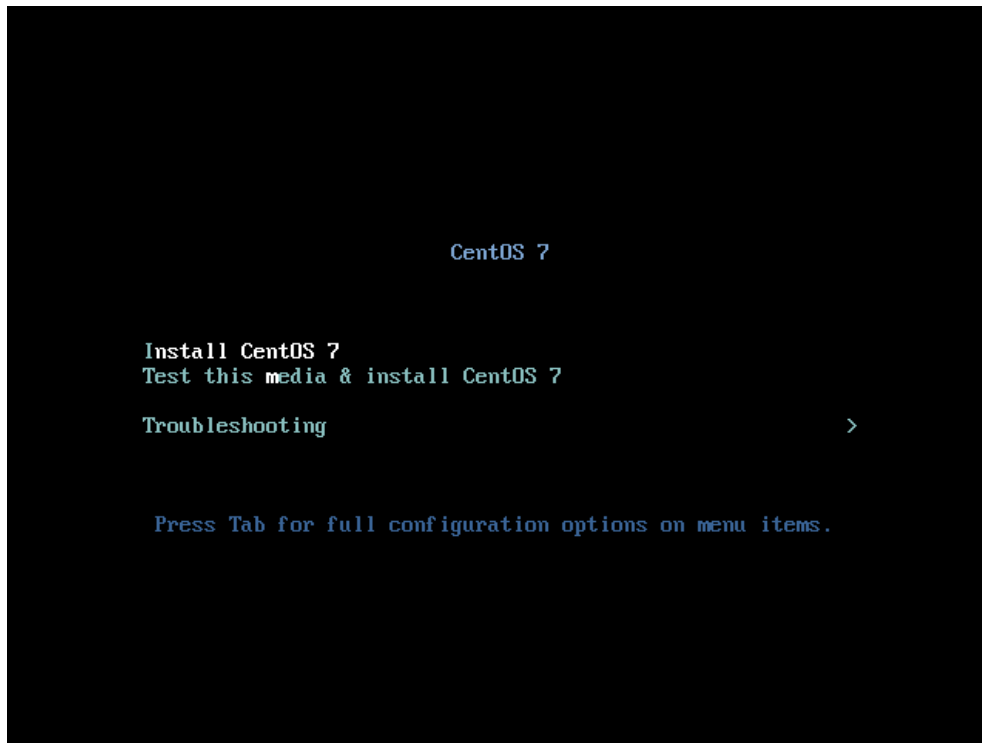 CentOS 7
Install CentOS 7
Test this media & install CentOS 7
Troubleshooting >
Press Tab for full configuration options on menu items.